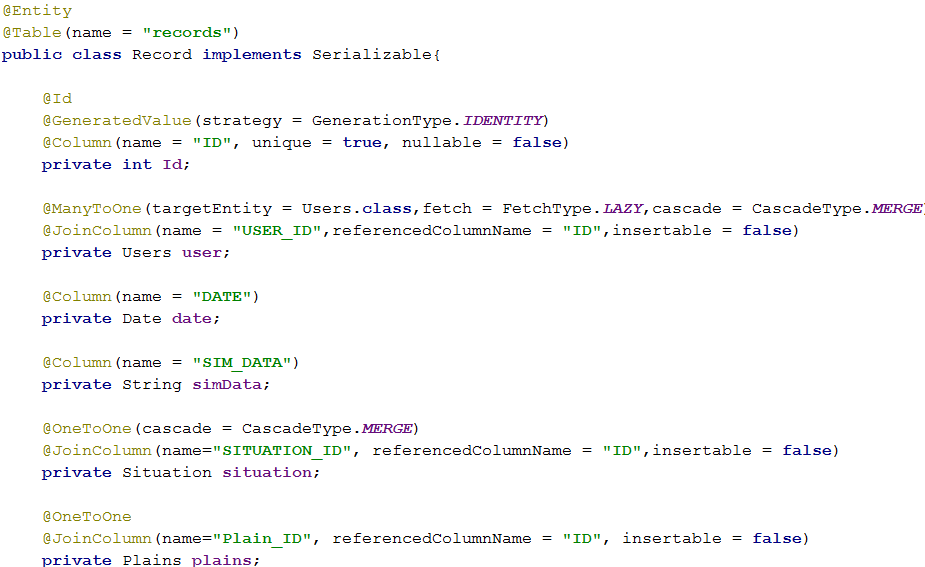 @Entity
@Table(name = "records")
public class Record implements Serializable{
@Id
@GeneratedValue(strategy = GenerationType.IDENTITY)
@Column(name = "ID", unique = true, nullable = false)
private int Id;
@ManyToOne(targetEntity = Users.class,fetch = FetchType.LAZY,cascade = CascadeType.MERGE
@JoinColumn(name = "USER_ID",referencedColumnName = "ID",insertable = false)
private Users user;
@Column(name = "DATE")
private Date date;
@Column(name = "SIM_DATA")
private String simData;
@OneToOne(cascade = CascadeType.MERGE)
@JoinColumn(name="SITUATION_ID", referencedColumnName = "ID",insertable = false)
private Situation situation;
@OneToOne
@JoinColumn(name="Plain_ID", referencedColumnName = "ID", insertable = false)
private Plains plains;